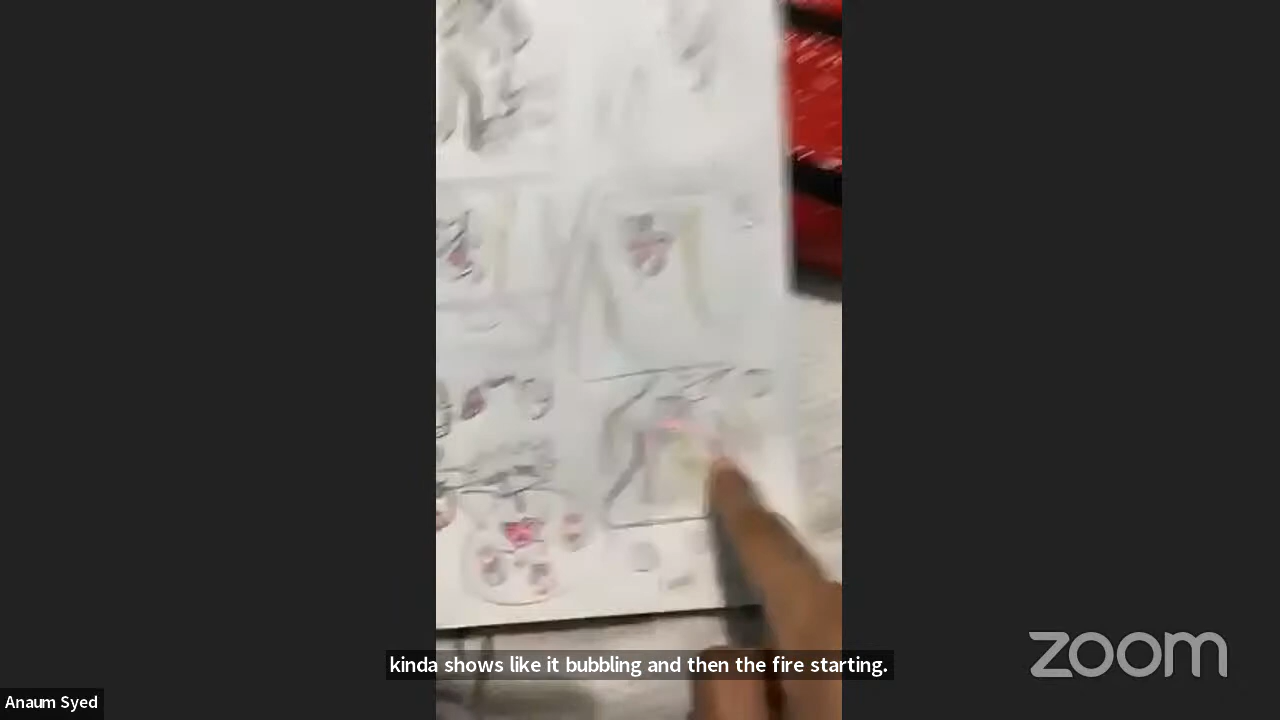 zoom
kinda shows like it bubbling and then the fire starting.
Anaum Syed